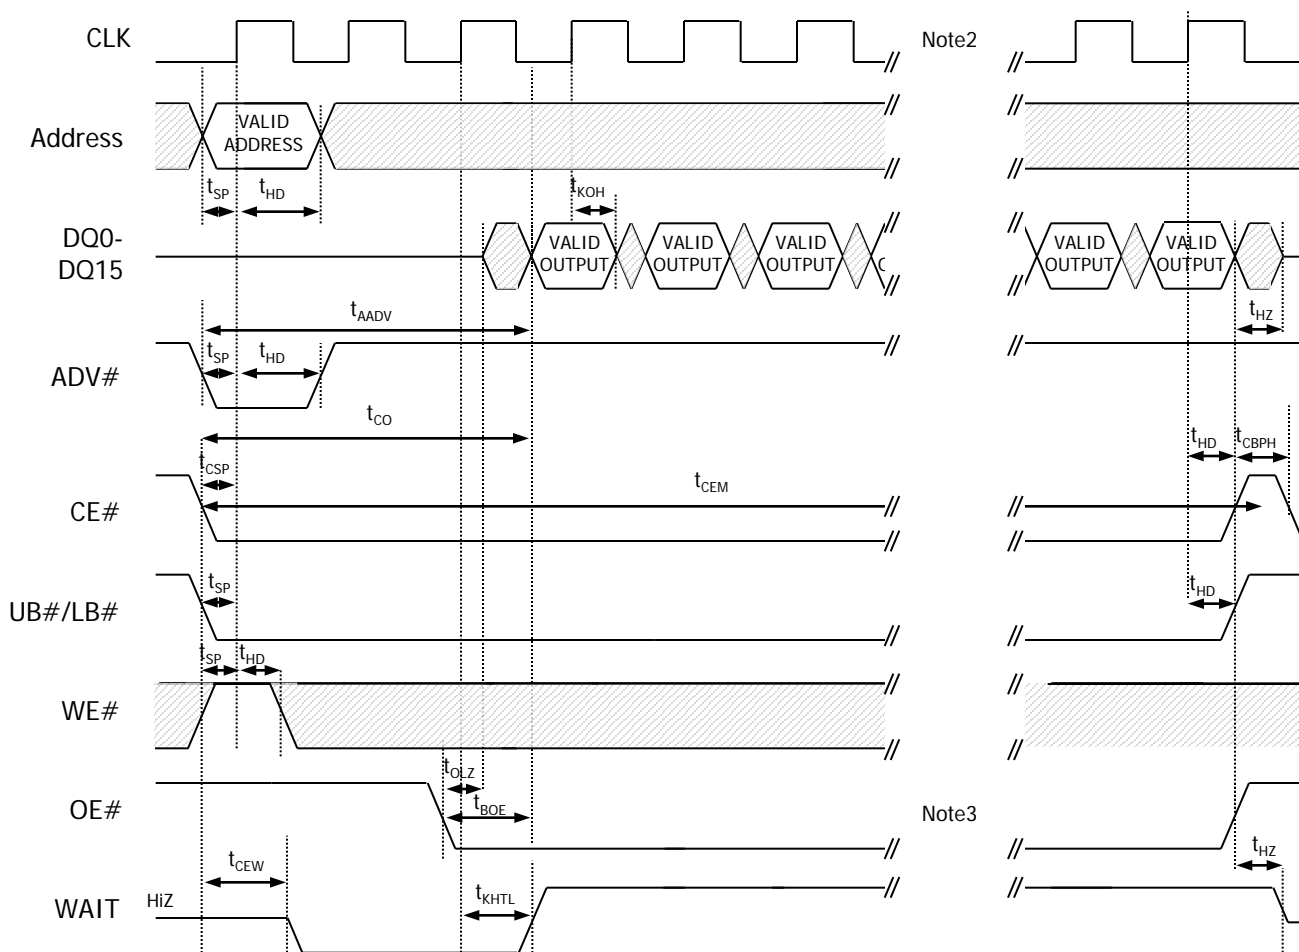 CLK
Note2
Address
VALID
ADDRESS
tSP
tHD
tKOH
DQ0-
DQ15
VALID
OUTPUT
VALID
OUTPUT
VALID
OUTPUT
VALID
OUTPUT
VALID
OUTPUT
tHZ
tAADV
ADV#
tSP
tHD
tCO
tHD
tCBPH
tCSP
CE#
tCEM
UB#/LB#
tSP
tHD
tSP
tHD
WE#
tOLZ
OE#
tBOE
Note3
tCEW
tHZ
WAIT
HiZ
tKHTL